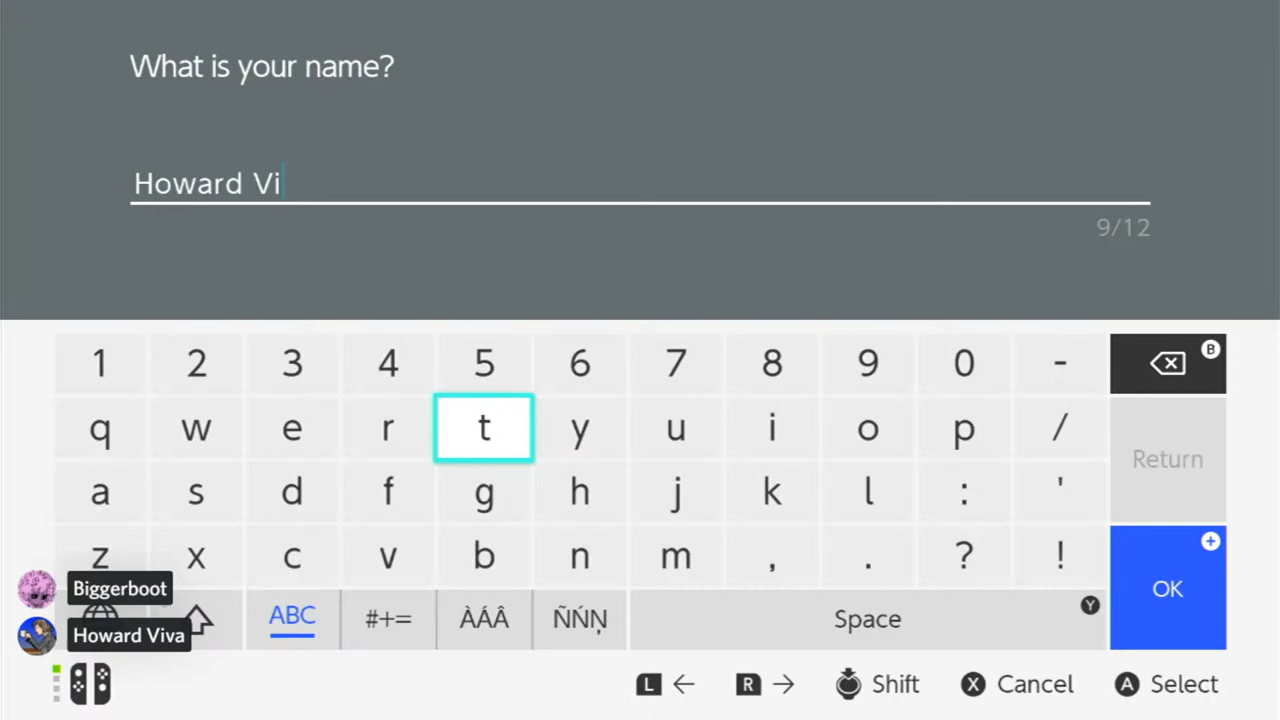 What is your name?
Howard Vi
9/12
1 2 3 4 5 6 7 8 9 0 - B
q w e r t y u i o p /
Return
a s d f g h j k l : '
z x c v b n m , . ? ! +
OK
Biggerboot
ABC #+= ÀÁÂ ÑŃŅ Space Y
Howard Viva
L ← R → Shift X Cancel A Select